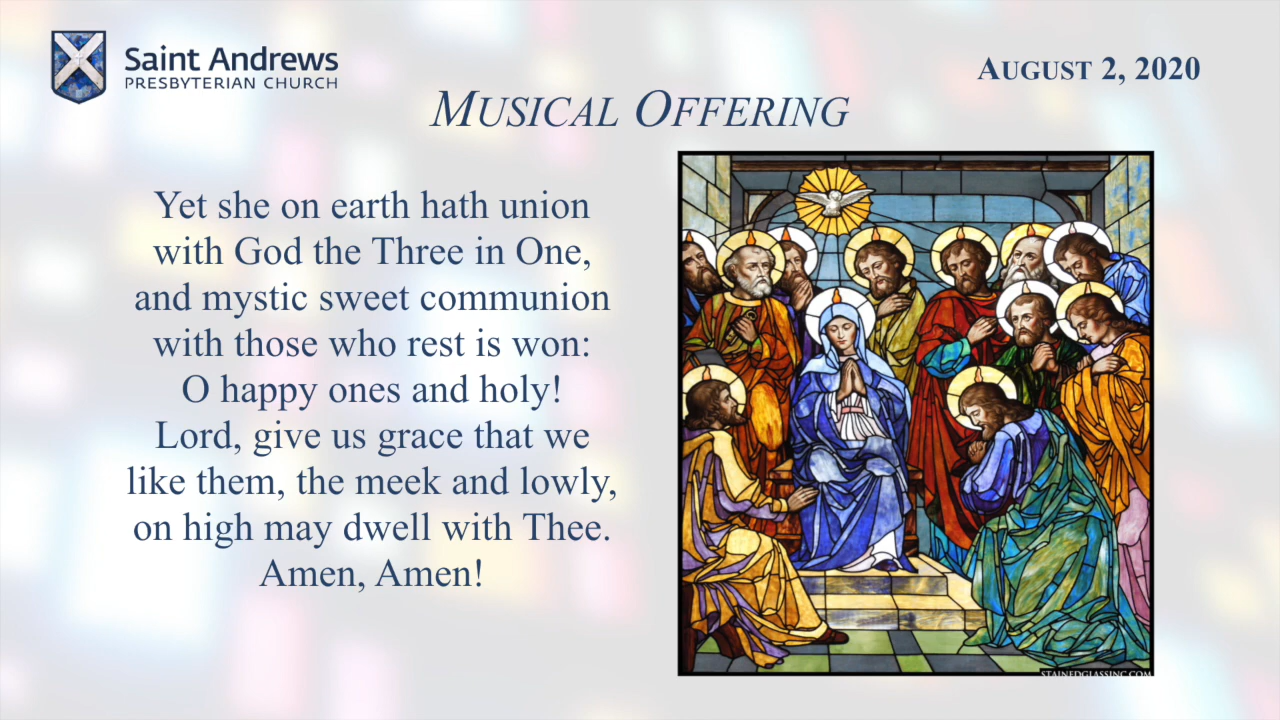 Saint Andrews
PRESBYTERIAN CHURCH
AUGUST 2, 2020
MUSICAL OFFERING
Yet she on earth hath union
with God the Three in One,
and mystic sweet communion
with those who rest is won:
O happy ones and holy!
Lord, give us grace that we
like them, the meek and lowly,
on high may dwell with Thee.
Amen, Amen!
STAINEDGLASSINC.COM